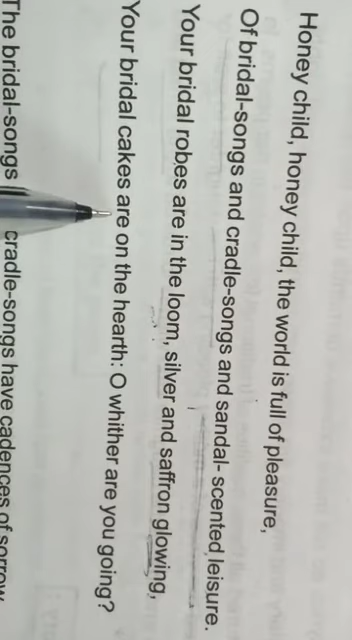 Honey child, honey child, the world is full of pleasure,
Of bridal-songs and cradle-songs and sandal- scented leisure.
Your bridal robes are in the loom, silver and saffron glowing,
Your bridal cakes are on the hearth: O whither are you going?
The bridal-songs cradle-songs have cadences of sorrow